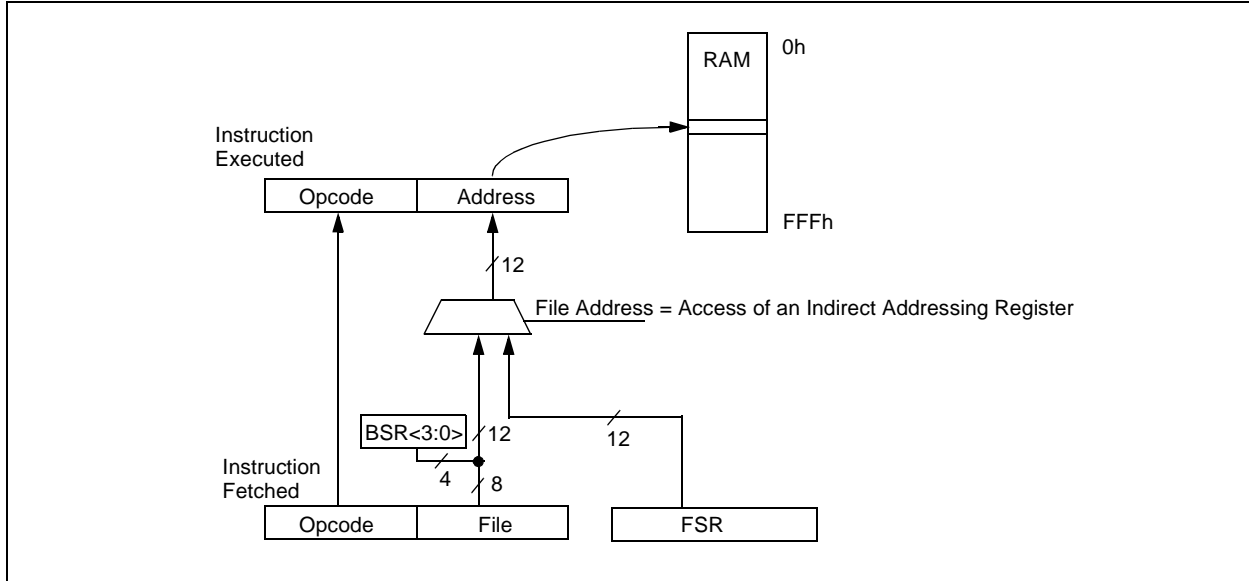 RAM
0h
FFFh
Instruction
Executed
Opcode
Address
12
File Address = Access of an Indirect Addressing Register
BSR<3:0>
12
12
4
8
Instruction
Fetched
Opcode
File
FSR